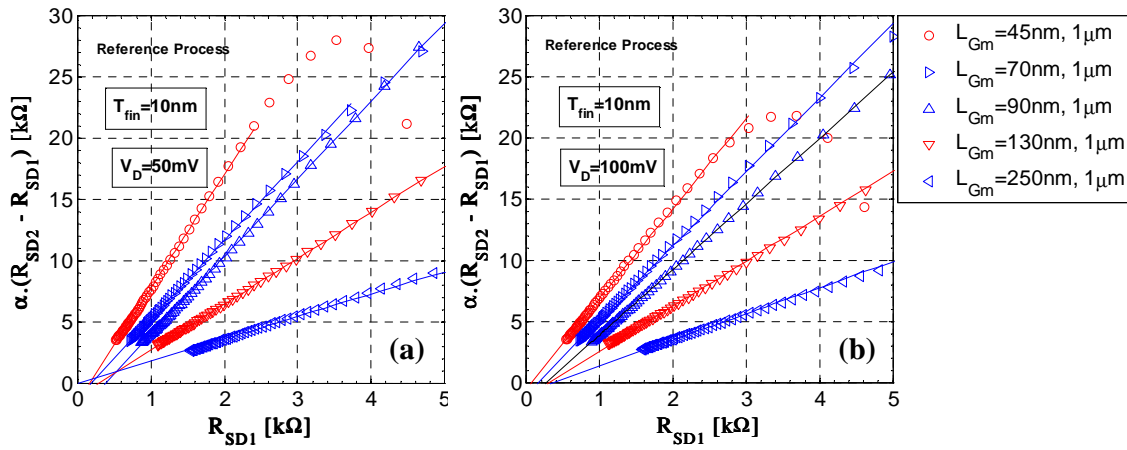 α.(R_SD2 - R_SD1) [kΩ]
30
25
20
15
10
5
0
Reference Process
T_fin=10nm
V_D=50mV
(a)
0 1 2 3 4 5
R_SD1 [kΩ]
α.(R_SD2 - R_SD1) [kΩ]
30
25
20
15
10
5
0
Reference Process
T_fin=10nm
V_D=100mV
(b)
0 1 2 3 4 5
R_SD1 [kΩ]
L_Gm=45nm, 1μm
L_Gm=70nm, 1μm
L_Gm=90nm, 1μm
L_Gm=130nm, 1μm
L_Gm=250nm, 1μm